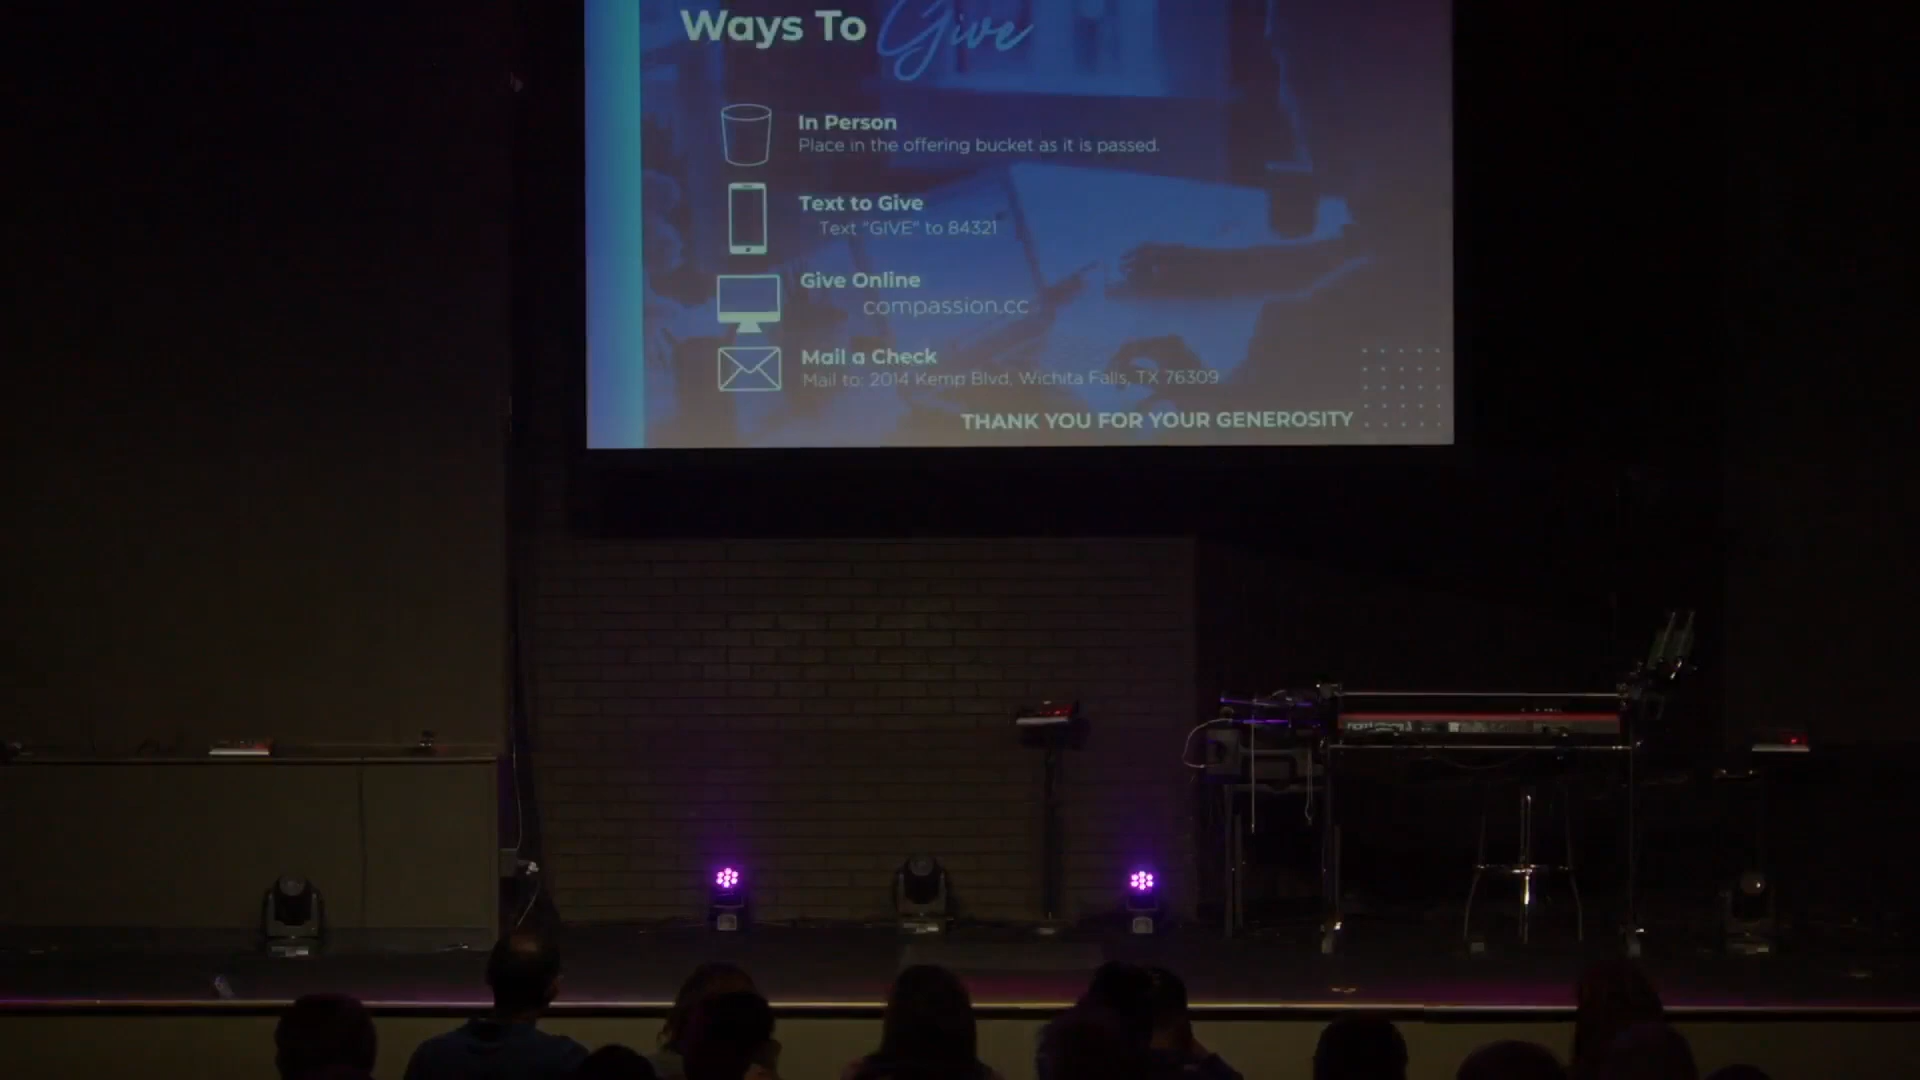 Ways To Give
In Person
Place in the offering bucket as it is passed.
Text to Give
Text "GIVE" to 84321
Give Online
compassion.cc
Mail a Check
Mail to: 2014 Kemp Blvd, Wichita Falls, TX 76309
THANK YOU FOR YOUR GENEROSITY